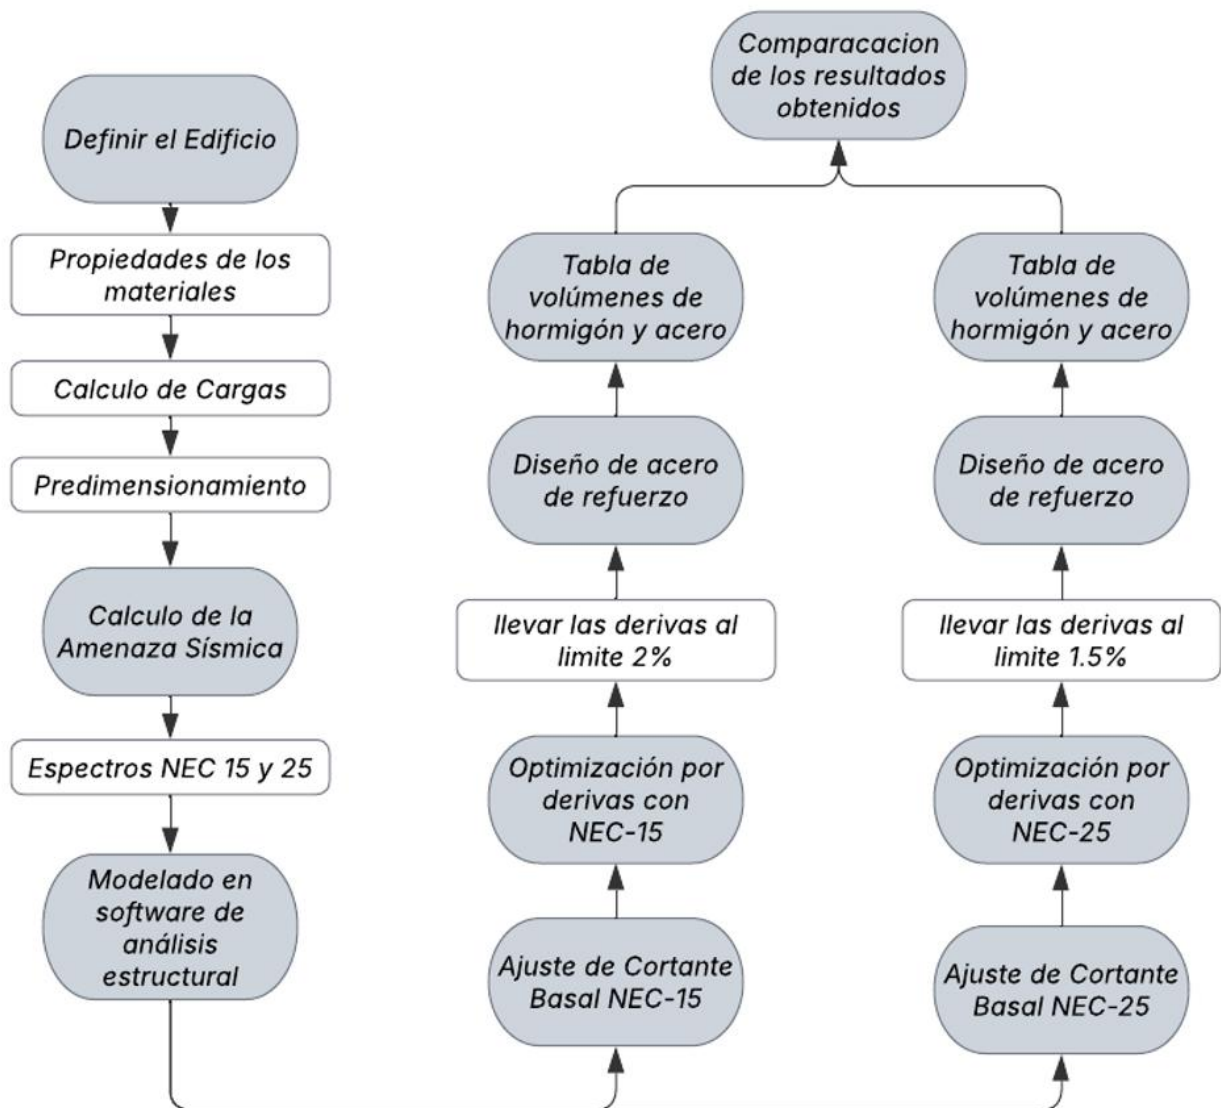 Definir el Edificio
Propiedades de los
materiales
Calculo de Cargas
Predimensionamiento
Calculo de la
Amenaza Sísmica
Espectros NEC 15 y 25
Modelado en
software de
análisis
estructural
Ajuste de Cortante
Basal NEC-15
Optimización por
derivas con
NEC-15
llevar las derivas al
limite 2%
Diseño de acero
de refuerzo
Tabla de
volúmenes de
hormigón y acero
Ajuste de Cortante
Basal NEC-25
Optimización por
derivas con
NEC-25
llevar las derivas al
limite 1.5%
Diseño de acero
de refuerzo
Tabla de
volúmenes de
hormigón y acero
Comparacacion
de los resultados
obtenidos